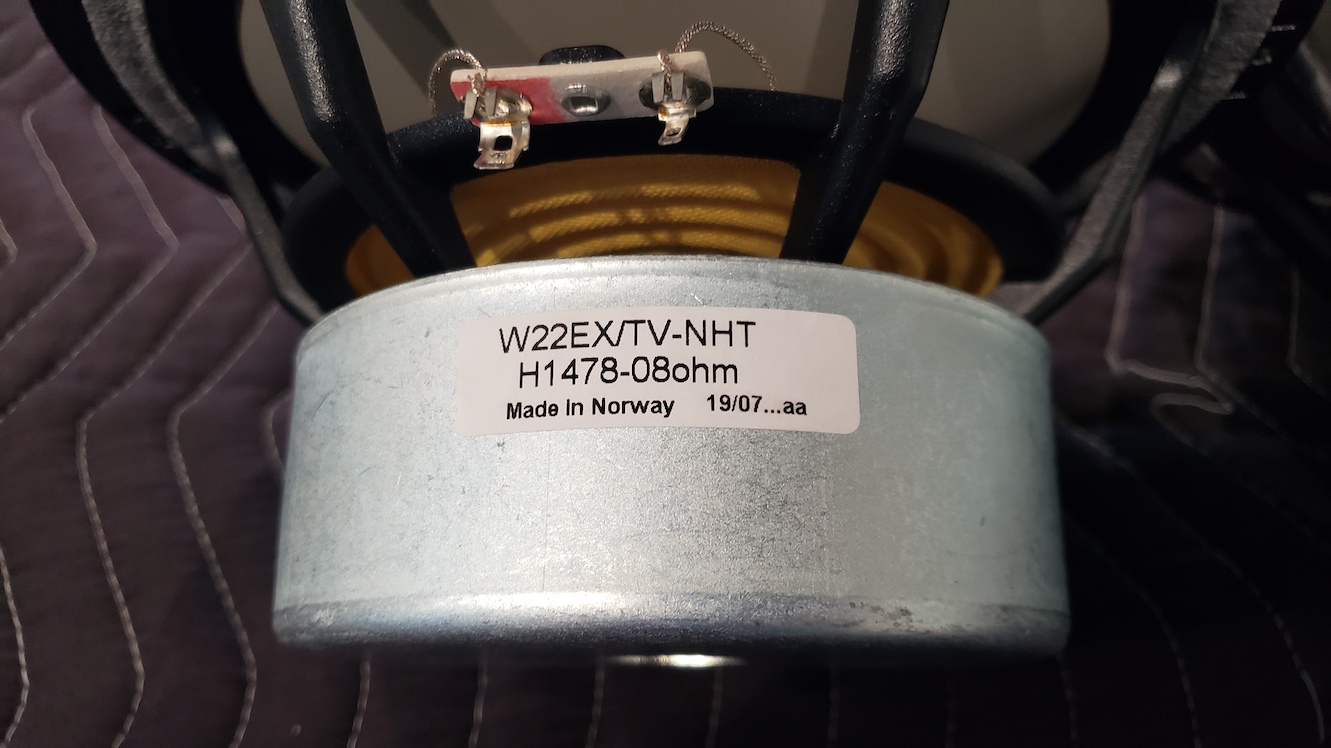 W22EX/TV-NHT
H1478-08ohm
Made in Norway 19/07...aa